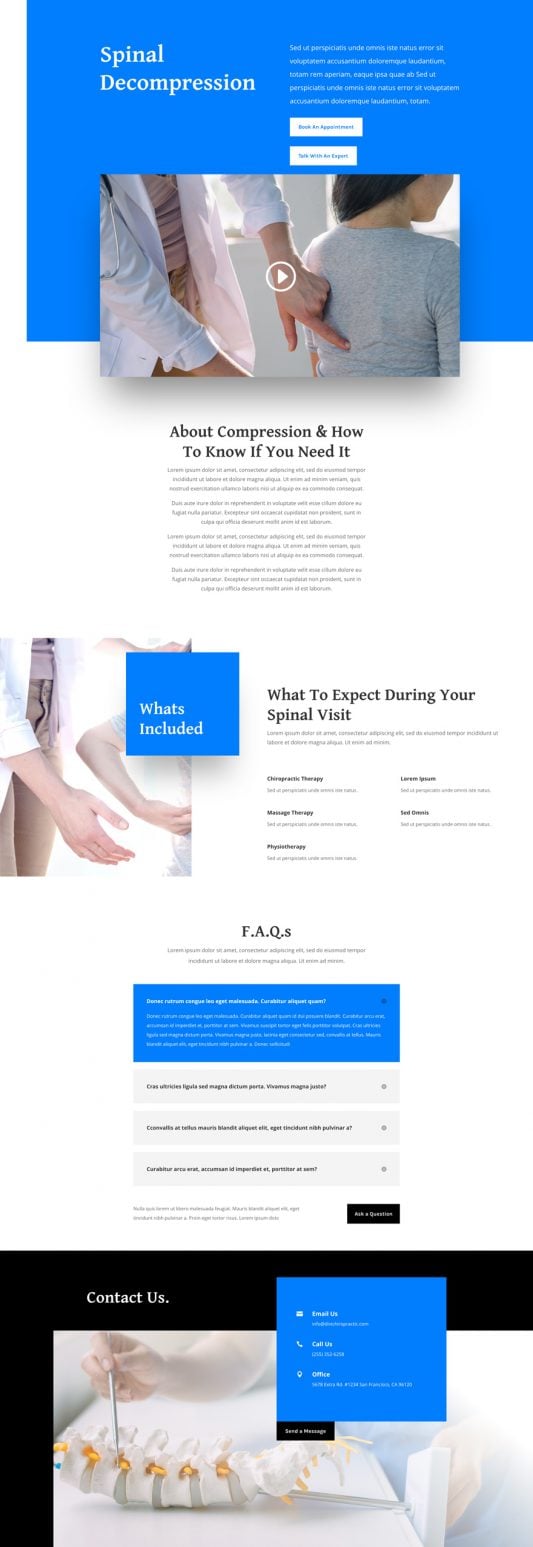 Spinal
Decompression
Sed ut perspiciatis unde omnis iste natus error sit
voluptatem accusantium doloremque laudantium,
totam rem aperiam, eaque ipsa quae ab Sed ut
perspiciatis unde omnis iste natus error sit voluptatem
accusantium doloremque laudantium, totam.
Book An Appointment
Talk With An Expert
About Compression & How
To Know If You Need It
Lorem ipsum dolor sit amet, consectetur adipiscing elit, sed do eiusmod tempor
incididunt ut labore et dolore magna aliqua. Ut enim ad minim veniam, quis
nostrud exercitation ullamco laboris nisi ut aliquip ex ea commodo consequat.
Duis aute irure dolor in reprehenderit in voluptate velit esse cillum dolore eu
fugiat nulla pariatur. Excepteur sint occaecat cupidatat non proident, sunt in
culpa qui officia deserunt mollit anim id est laborum.
Lorem ipsum dolor sit amet, consectetur adipiscing elit, sed do eiusmod tempor
incididunt ut labore et dolore magna aliqua. Ut enim ad minim veniam, quis
nostrud exercitation ullamco laboris nisi ut aliquip ex ea commodo consequat.
Duis aute irure dolor in reprehenderit in voluptate velit esse cillum dolore eu
fugiat nulla pariatur. Excepteur sint occaecat cupidatat non proident, sunt in
culpa qui officia deserunt mollit anim id est laborum.
Whats
Included
What To Expect During Your
Spinal Visit
Lorem ipsum dolor sit amet, consectetur adipiscing elit, sed do eiusmod tempor incididunt ut
labore et dolore magna aliqua. Ut enim ad minim.
Chiropractic Therapy
Sed ut perspiciatis unde omnis iste natus.
Lorem Ipsum
Sed ut perspiciatis unde omnis iste natus.
Massage Therapy
Sed ut perspiciatis unde omnis iste natus.
Sed Omnis
Sed ut perspiciatis unde omnis iste natus.
Physiotherapy
Sed ut perspiciatis unde omnis iste natus.
F.A.Q.s
Lorem ipsum dolor sit amet, consectetur adipiscing elit, sed do eiusmod tempor
incididunt ut labore et dolore magna aliqua. Ut enim ad minim.
Donec rutrum congue leo eget malesuada. Curabitur aliquet quam?
Donec rutrum congue leo eget malesuada. Curabitur aliquet quam id dui posuere blandit. Curabitur arcu erat,
accumsan id imperdiet et, porttitor at sem. Vivamus suscipit tortor eget felis porttitor volutpat. Cras ultricies
ligula sed magna dictum porta. Vivamus magna justo, lacinia eget consectetur sed, convallis at tellus. Mauris
blandit aliquet elit, eget tincidunt nibh pulvinar a. Donec sollicitudi
Cras ultricies ligula sed magna dictum porta. Vivamus magna justo?
Cconvallis at tellus mauris blandit aliquet elit, eget tincidunt nibh pulvinar a?
Curabitur arcu erat, accumsan id imperdiet et, porttitor at sem?
Nulla quis lorem ut libero malesuada feugiat. Mauris blandit aliquet elit, eget
tincidunt nibh pulvinar a. Proin eget tortor risus. Lorem ipsum dolo
Ask a Question
Contact Us.
Email Us
info@divichiropractic.com
Call Us
(255) 352-6258
Office
5678 Extra Rd. #1234 San Francisco, CA 96120
Send a Message